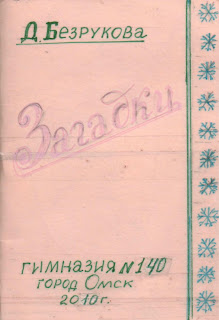 Д. Безрукова
Загадки
гимназия №140
город Омск
2010г.